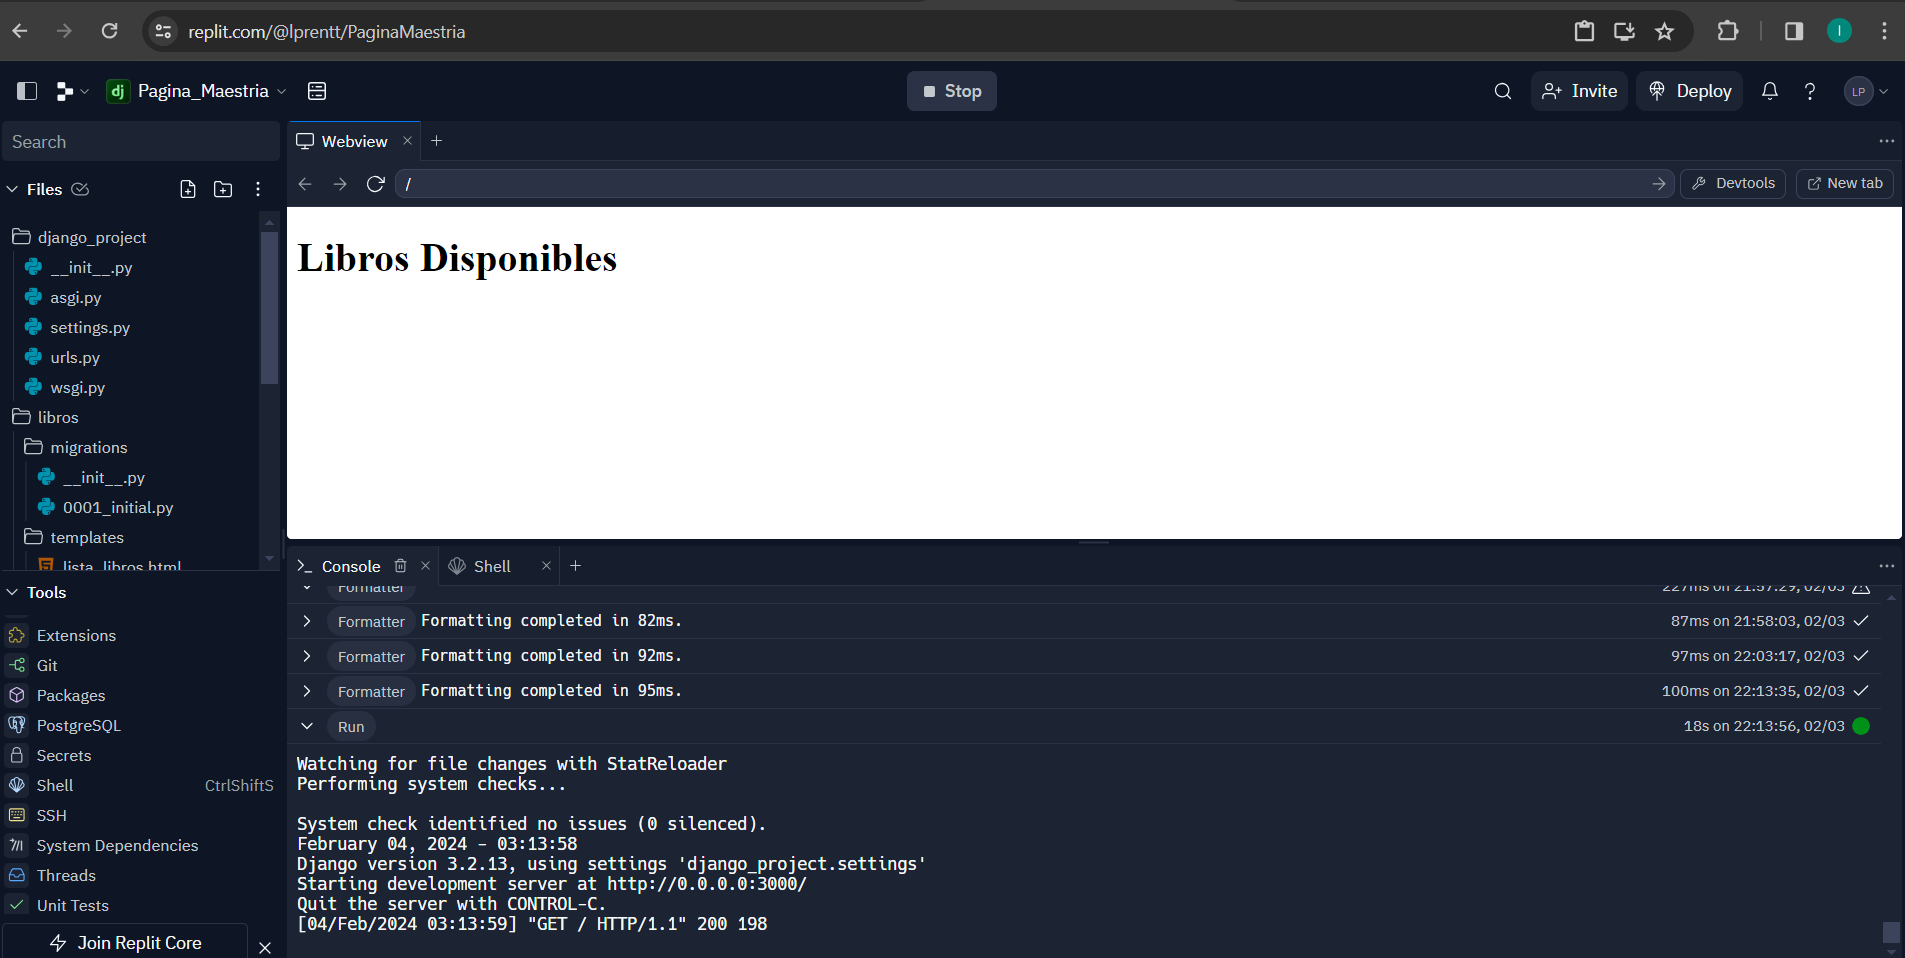 replit.com/@lprentt/PaginaMaestria
I
dj Pagina_Maestria
Stop
Invite
Deploy
?
LP
Search
Webview
Files
/
Devtools
New tab
django_project
__init__.py
asgi.py
settings.py
urls.py
wsgi.py
libros
migrations
__init__.py
0001_initial.py
templates
lista_libros.html
Libros Disponibles
Tools
Extensions
Git
Packages
PostgreSQL
Secrets
Shell CtrlShiftS
SSH
System Dependencies
Threads
Unit Tests
Join Replit Core
Console
Shell
Formatter 227ms on 21:57:29, 02/03
Formatter Formatting completed in 82ms. 87ms on 21:58:03, 02/03
Formatter Formatting completed in 92ms. 97ms on 22:03:17, 02/03
Formatter Formatting completed in 95ms. 100ms on 22:13:35, 02/03
Run 18s on 22:13:56, 02/03
Watching for file changes with StatReloader
Performing system checks...
System check identified no issues (0 silenced).
February 04, 2024 - 03:13:58
Django version 3.2.13, using settings 'django_project.settings'
Starting development server at http://0.0.0.0:3000/
Quit the server with CONTROL-C.
[04/Feb/2024 03:13:59] "GET / HTTP/1.1" 200 198